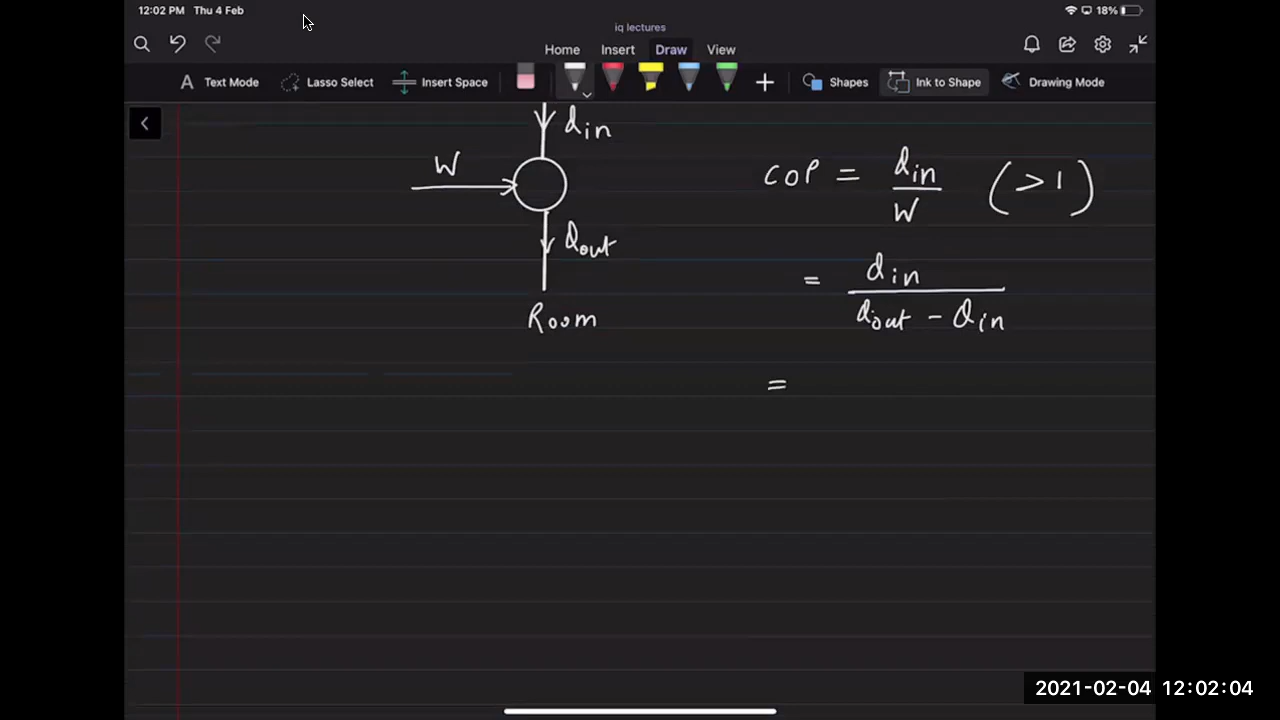 12:02 PM Thu 4 Feb
18%
iq lectures
Home Insert Draw View
Text Mode Lasso Select Insert Space Shapes Ink to Shape Drawing Mode
Qin
W
COP = Qin / W (>1)
Qout
= Qin / Qout - Qin
Room
=
2021-02-04 12:02:04